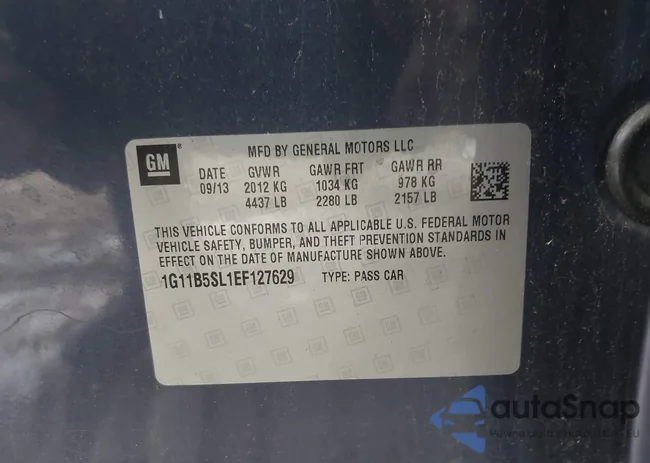 MFD BY GENERAL MOTORS LLC
GM
DATE GVWR GAWR FRT GAWR RR
09/13 2012 KG 1034 KG 978 KG
4437 LB 2280 LB 2157 LB
THIS VEHICLE CONFORMS TO ALL APPLICABLE U.S. FEDERAL MOTOR
VEHICLE SAFETY, BUMPER, AND THEFT PREVENTION STANDARDS IN
EFFECT ON THE DATE OF MANUFACTURE SHOWN ABOVE.
1G11B5SL1EF127629 TYPE: PASS CAR
autoSnap